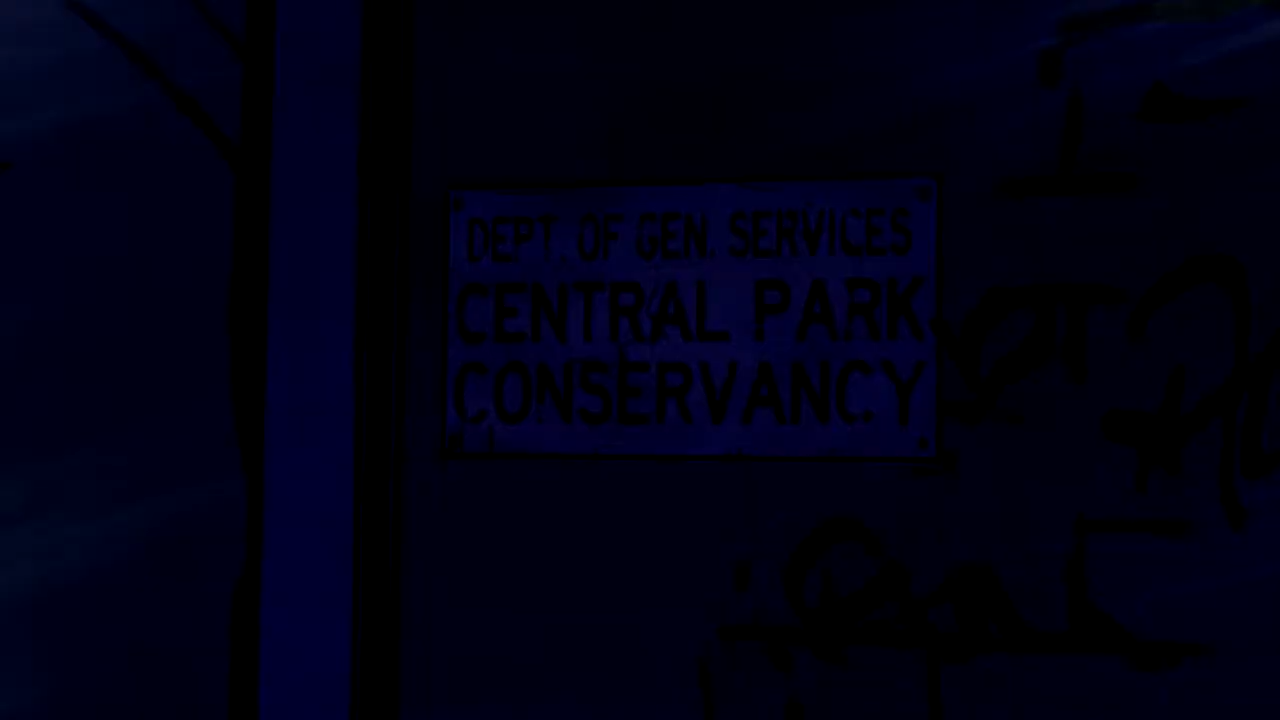 DEPT. OF GEN. SERVICES
CENTRAL PARK
CONSERVANCY